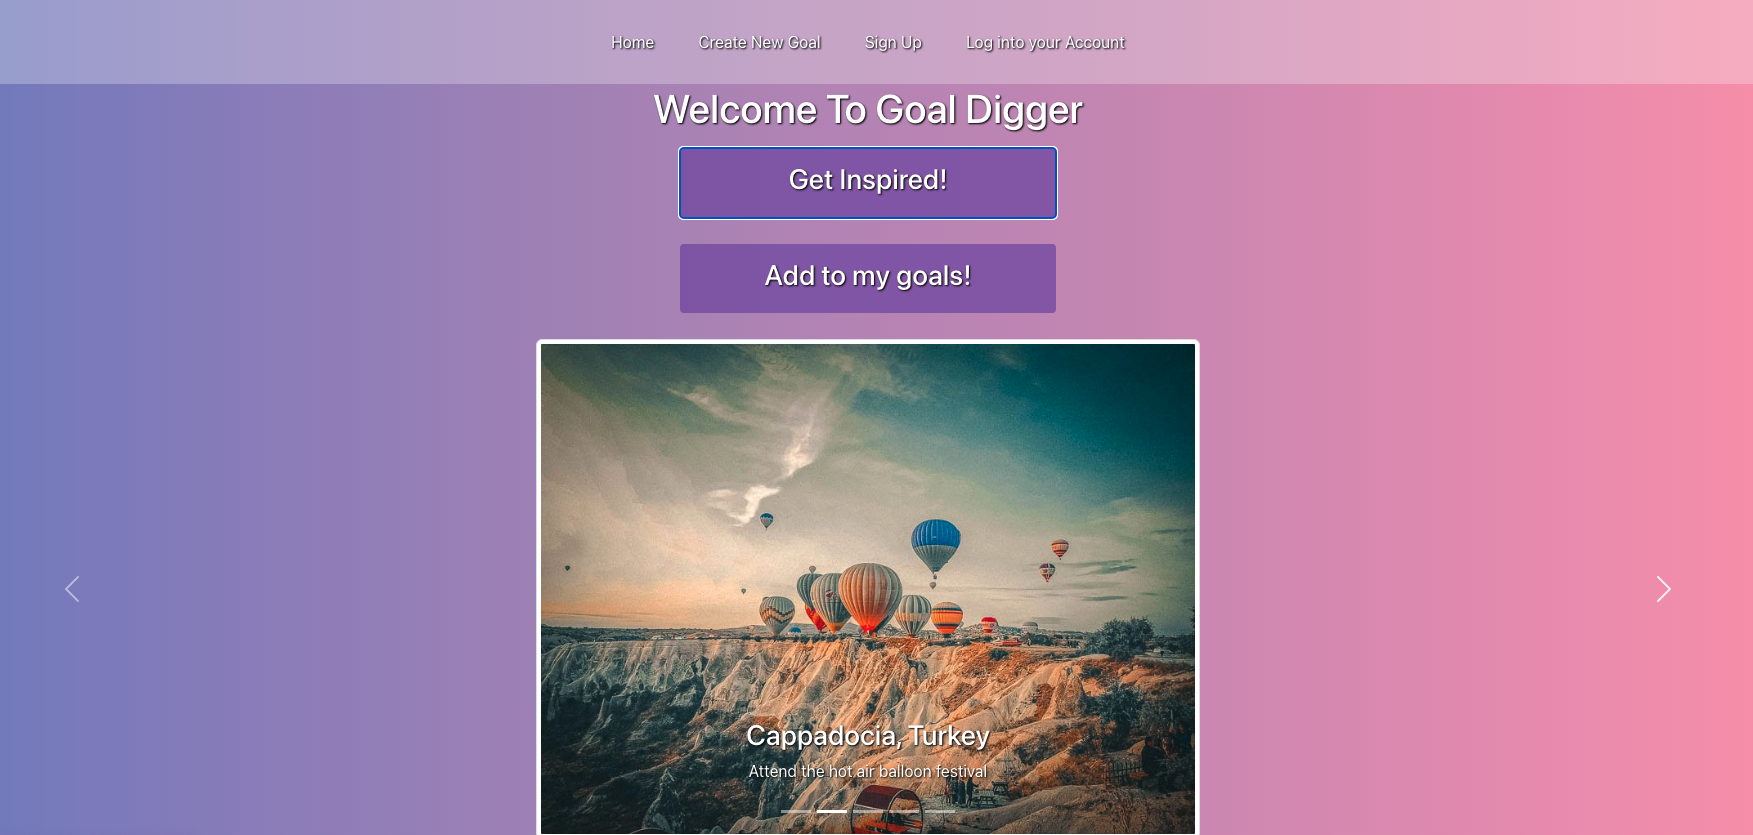 Home Create New Goal Sign Up Log into your Account
Welcome To Goal Digger
Get Inspired!
Add to my goals!
Cappadocia, Turkey
Attend the hot air balloon festival